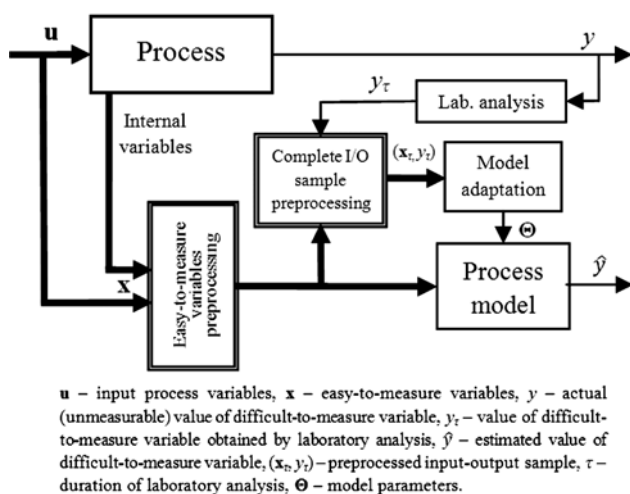 u
Process
y
yτ
Lab. analysis
Internal
variables
Complete I/O
sample
preprocessing
(xτ, yτ)
Model
adaptation
Θ
x
Easy-to-measure
variables
preprocessing
Process
model
ŷ
u – input process variables, x – easy-to-measure variables, y – actual
(unmeasurable) value of difficult-to-measure variable, yτ – value of difficult-
to-measure variable obtained by laboratory analysis, ŷ – estimated value of
difficult-to-measure variable, (xτ, yτ) – preprocessed input-output sample, τ -
duration of laboratory analysis, Θ – model parameters.